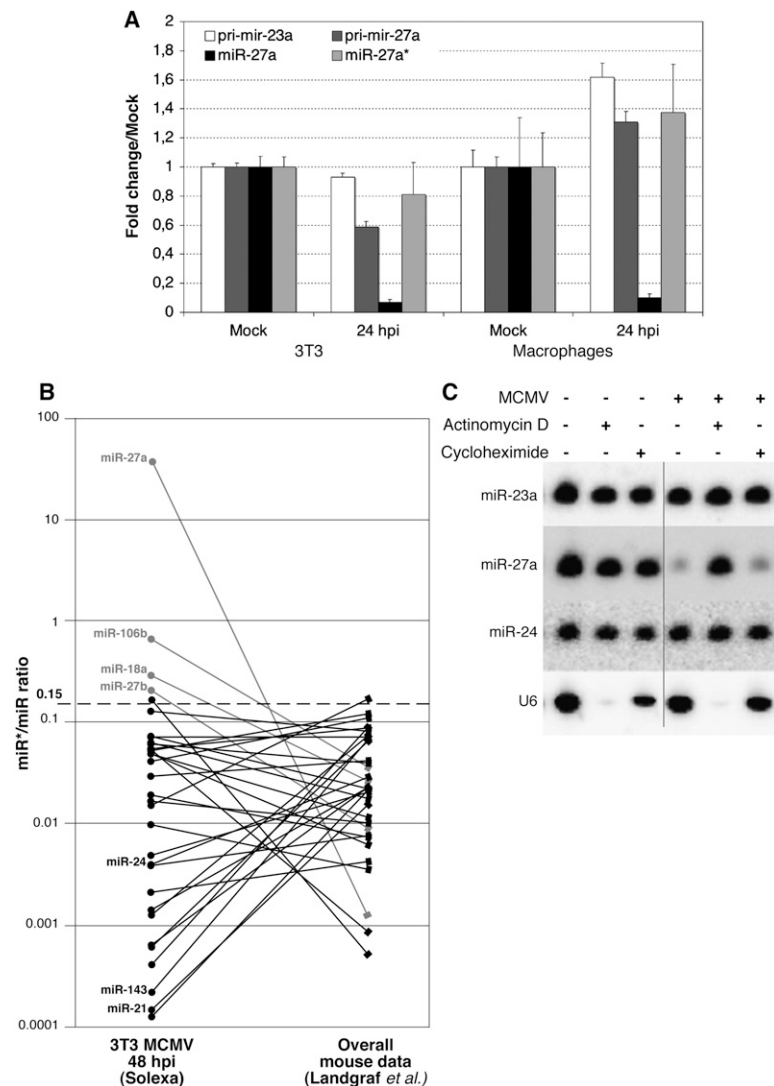 A
2
1,8
1,6
1,4
1,2
1
0,8
0,6
0,4
0,2
0
Fold change/Mock
pri-mir-23a
pri-mir-27a
miR-27a
miR-27a*
Mock
24 hpi
Mock
24 hpi
3T3
Macrophages
B
100
10
1
0.15
0.1
0.01
0.001
0.0001
miR*/miR ratio
miR-27a
miR-106b
miR-18a
miR-27b
miR-24
miR-143
miR-21
3T3 MCMV
48 hpi
(Solexa)
Overall
mouse data
(Landgraf et al.)
C
MCMV - - - + + +
Actinomycin D - + - - + -
Cycloheximide - - + - - +
miR-23a
miR-27a
miR-24
U6